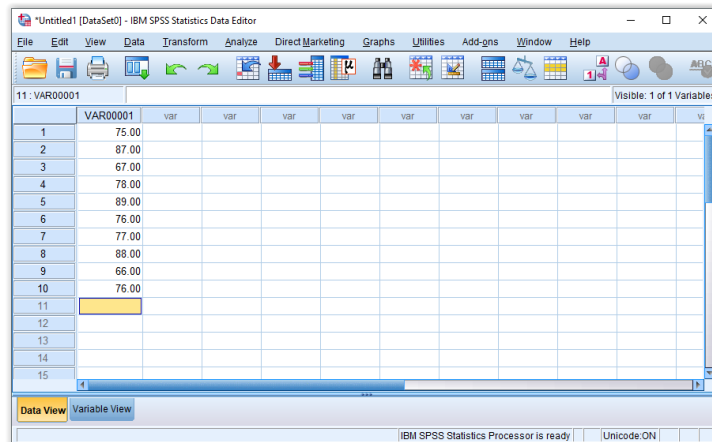 *Untitled1 [DataSet0] - IBM SPSS Statistics Data Editor
File Edit View Data Transform Analyze Direct Marketing Graphs Utilities Add-ons Window Help
11 : VAR00001 Visible: 1 of 1 Variables
VAR00001 var var var var var var var var var
1 75.00
2 87.00
3 67.00
4 78.00
5 89.00
6 76.00
7 77.00
8 88.00
9 66.00
10 76.00
11
12
13
14
15
Data View Variable View
IBM SPSS Statistics Processor is ready Unicode:ON